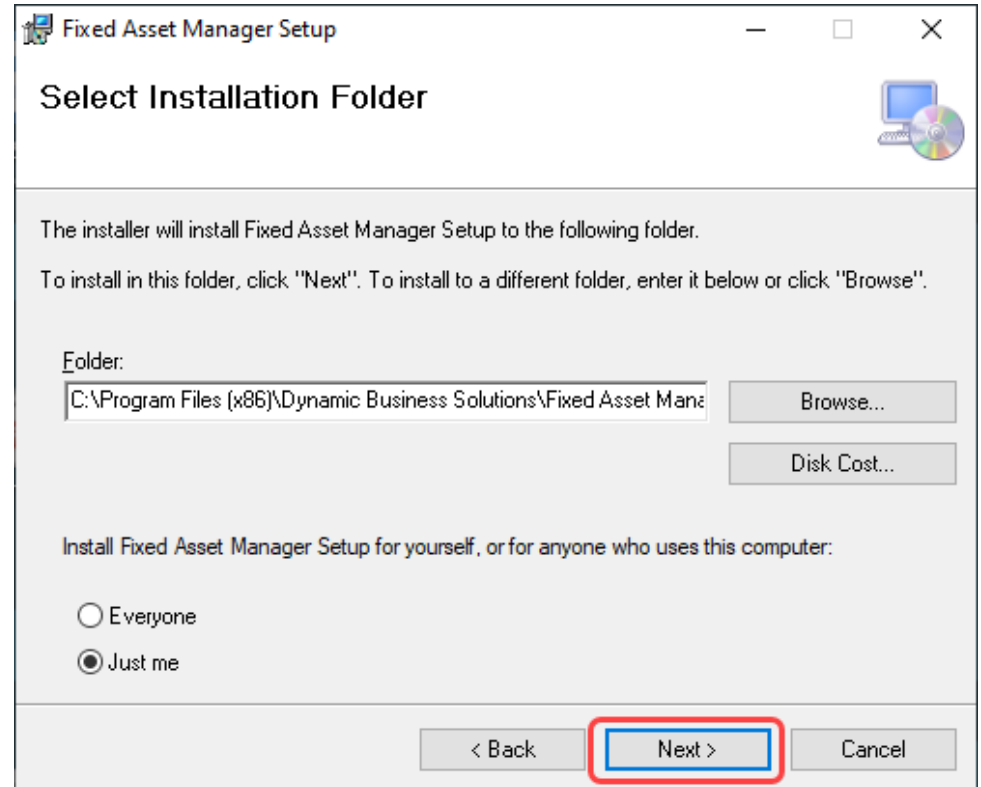 Fixed Asset Manager Setup
Select Installation Folder
The installer will install Fixed Asset Manager Setup to the following folder.
To install in this folder, click "Next". To install to a different folder, enter it below or click "Browse".
Folder:
C:\Program Files (x86)\Dynamic Business Solutions\Fixed Asset Mana
Browse...
Disk Cost...
Install Fixed Asset Manager Setup for yourself, or for anyone who uses this computer:
Everyone
Just me
< Back
Next >
Cancel